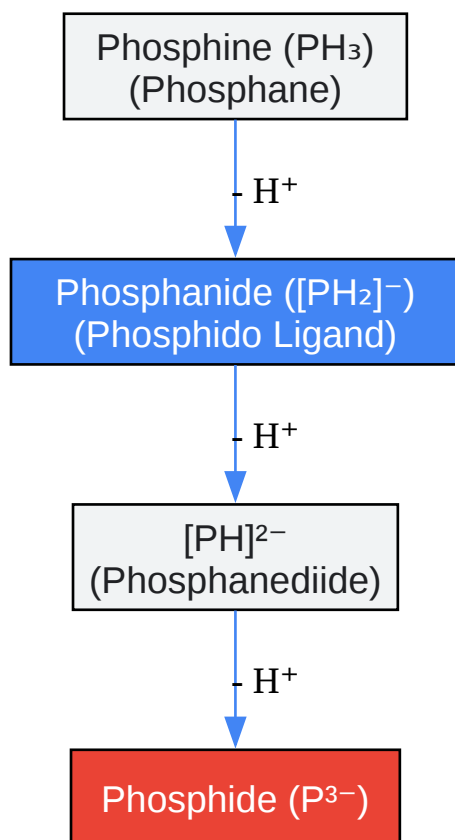 Phosphine (PH₃)
(Phosphane)
- H⁺
Phosphanide ([PH₂]⁻)
(Phosphido Ligand)
- H⁺
[PH]²⁻
(Phosphanediide)
- H⁺
Phosphide (P³⁻)